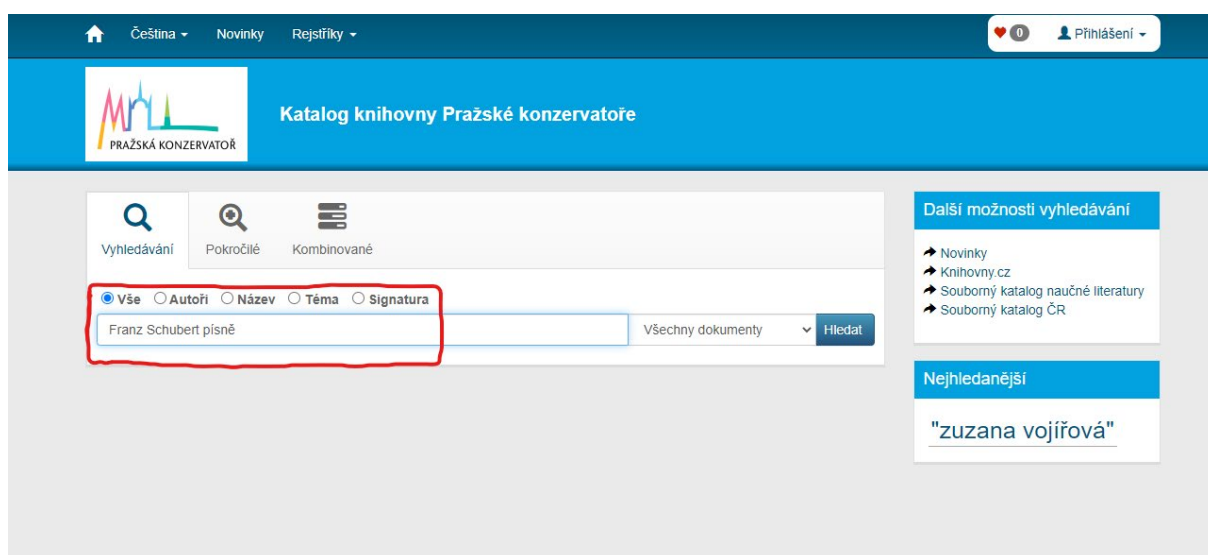 Čeština Novinky Rejstříky 0 Přihlášení
PRAŽSKÁ KONZERVATOŘ
Katalog knihovny Pražské konzervatoře
Vyhledávání Pokročilé Kombinované
Vše Autoři Název Téma Signatura
Franz Schubert písně Všechny dokumenty Hledat
Další možnosti vyhledávání
Novinky
Knihovny.cz
Souborný katalog naučné literatury
Souborný katalog ČR
Nejhledanější
"zuzana vojířová"